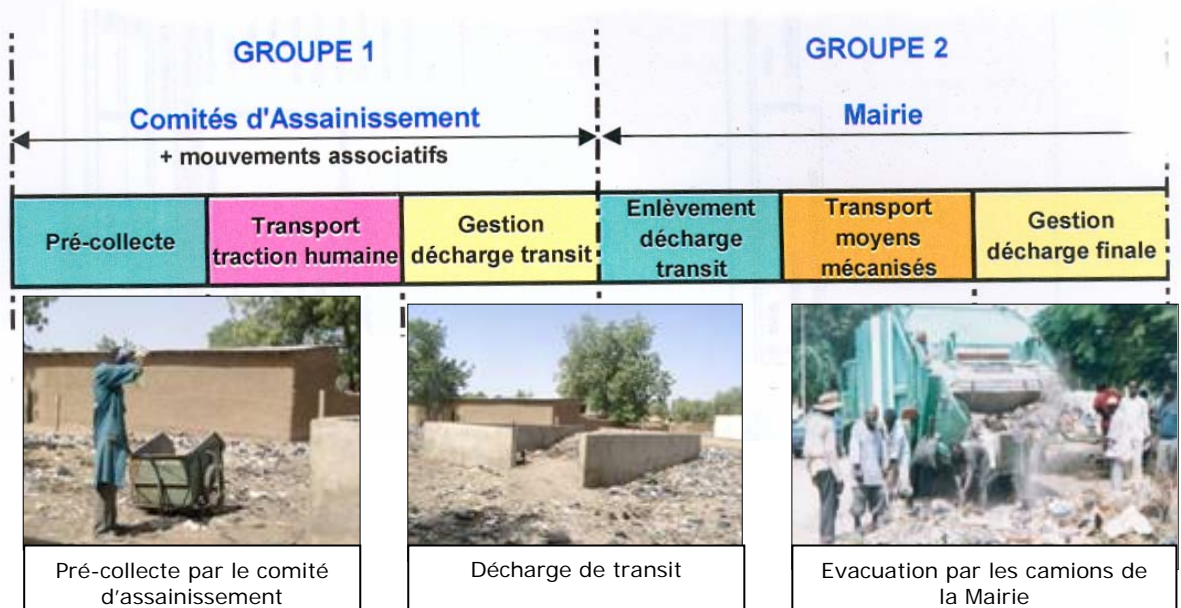 GROUPE 1
GROUPE 2
Comités d'Assainissement
Mairie
+ mouvements associatifs
Pré-collecte
Transport
traction humaine
Gestion
décharge transit
Enlèvement
décharge
transit
Transport
moyens
mécanisés
Gestion
décharge finale
Pré-collecte par le comité
d'assainissement
Décharge de transit
Evacuation par les camions de
la Mairie